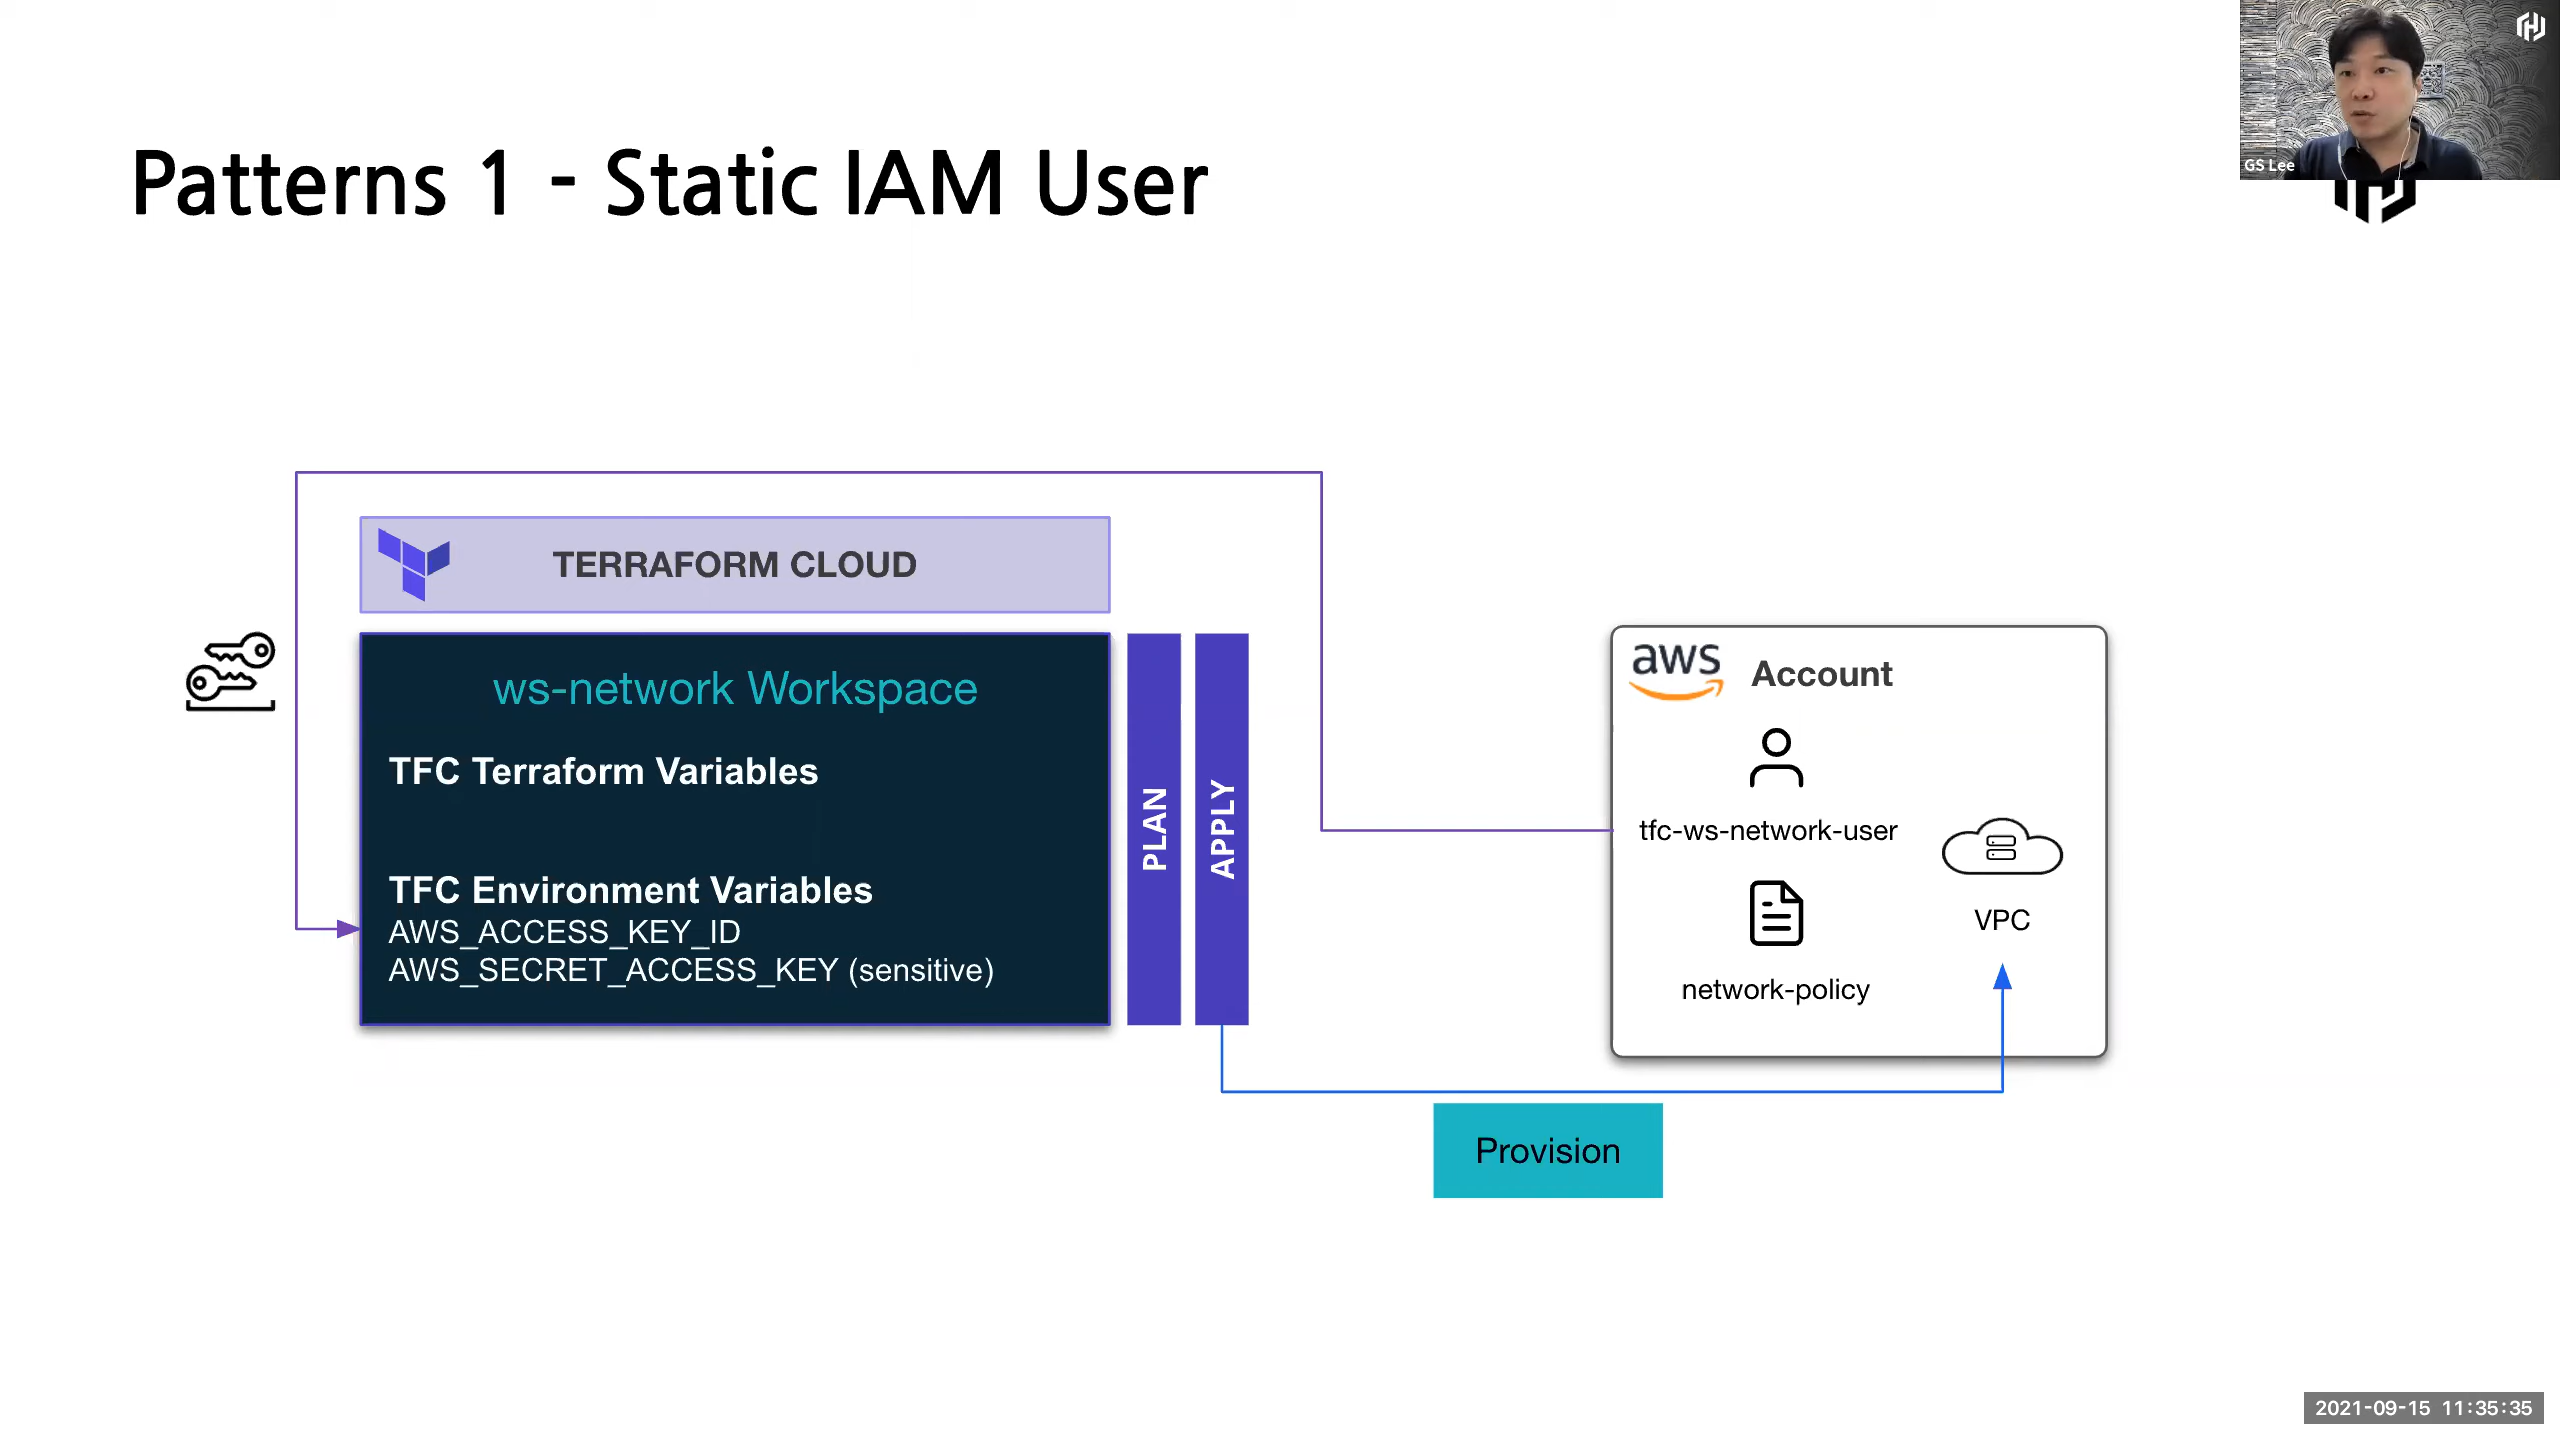 GS Lee
Patterns 1 - Static IAM User
TERRAFORM CLOUD
ws-network Workspace
TFC Terraform Variables
TFC Environment Variables
AWS_ACCESS_KEY_ID
AWS_SECRET_ACCESS_KEY (sensitive)
PLAN
APPLY
aws
Account
tfc-ws-network-user
network-policy
VPC
Provision
2021-09-15 11:35:35